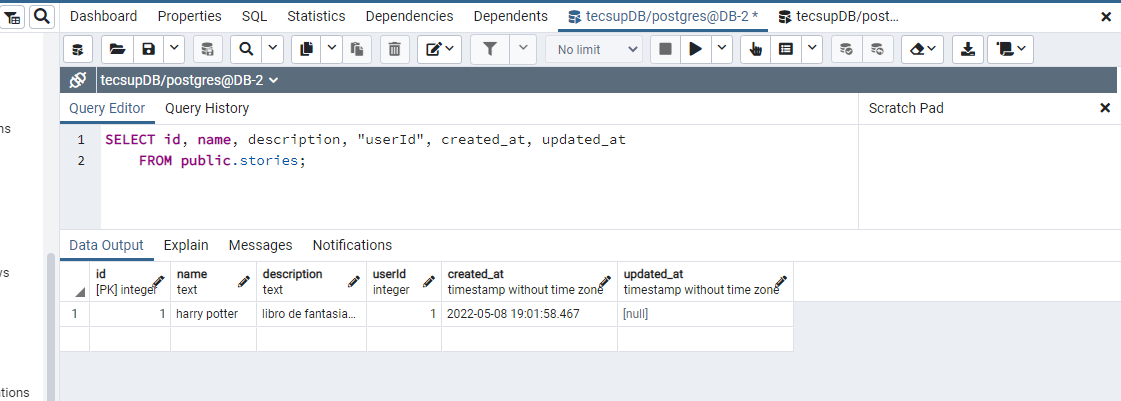 Dashboard Properties SQL Statistics Dependencies Dependents tecsupDB/postgres@DB-2 * tecsupDB/post...
No limit
tecsupDB/postgres@DB-2
Query Editor Query History Scratch Pad
1 SELECT id, name, description, "userId", created_at, updated_at
2 FROM public.stories;
Data Output Explain Messages Notifications
id name description userId created_at updated_at
[PK] integer text text integer timestamp without time zone timestamp without time zone
1 1 harry potter libro de fantasia... 1 2022-05-08 19:01:58.467 [null]